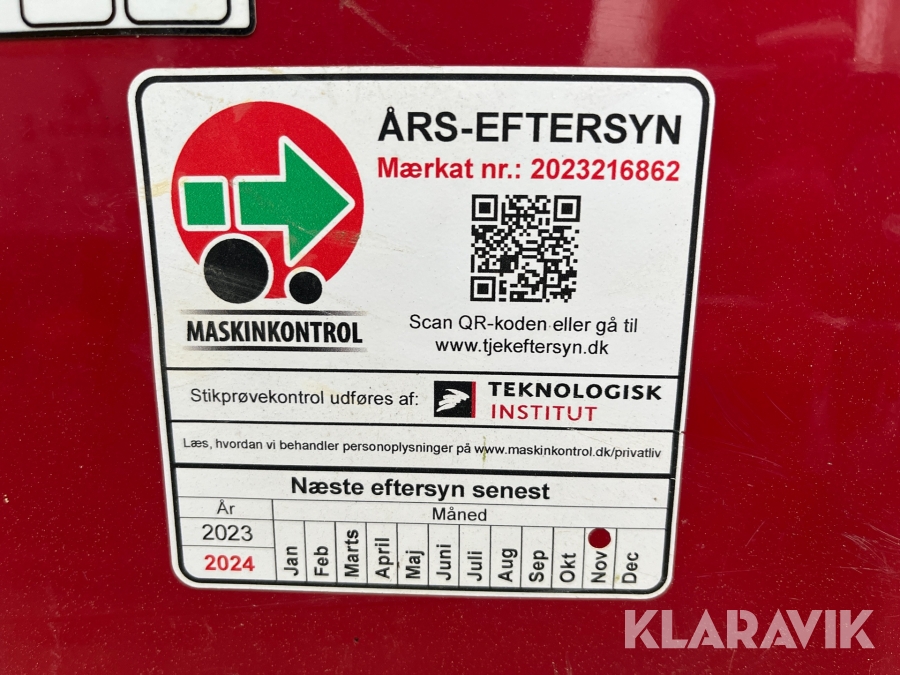 ÅRS-EFTERSYN
Mærkat nr.: 2023216862
MASKINKONTROL
Scan QR-koden eller gå til
www.tjekeftersyn.dk
Stikprøvekontrol udføres af:
TEKNOLOGISK
INSTITUT
Læs, hvordan vi behandler personoplysninger på www.maskinkontrol.dk/privatliv
Næste eftersyn senest
År
Måned
2023
2024
Jan
Feb
Marts
April
Maj
Juni
Juli
Aug
Sep
Okt
Nov
Dec
KLARAVIK